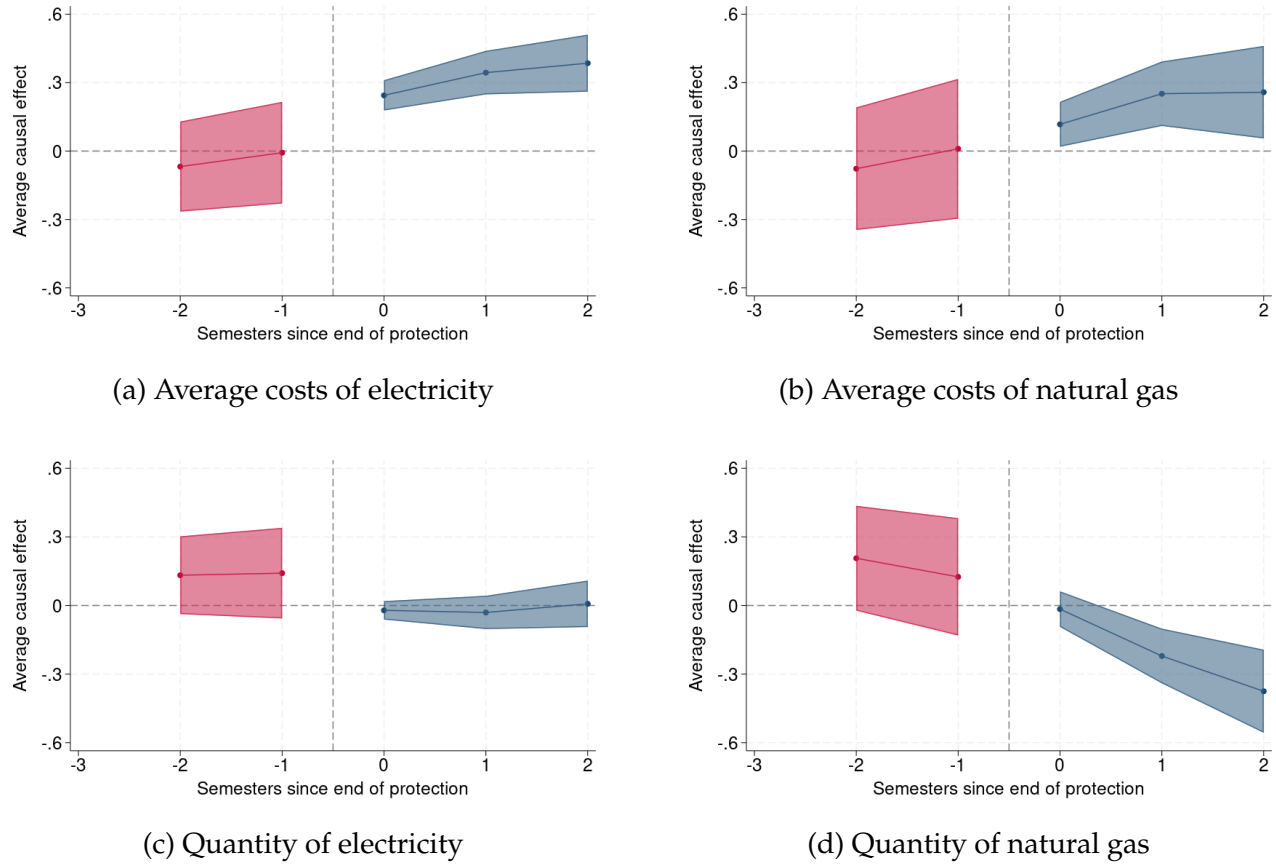 Average causal effect
.6
.3
0
-.3
-.6
-3 -2 -1 0 1 2
Semesters since end of protection
(a) Average costs of electricity
Average causal effect
.6
.3
0
-.3
-.6
-3 -2 -1 0 1 2
Semesters since end of protection
(b) Average costs of natural gas
Average causal effect
.6
.3
0
-.3
-.6
-3 -2 -1 0 1 2
Semesters since end of protection
(c) Quantity of electricity
Average causal effect
.6
.3
0
-.3
-.6
-3 -2 -1 0 1 2
Semesters since end of protection
(d) Quantity of natural gas